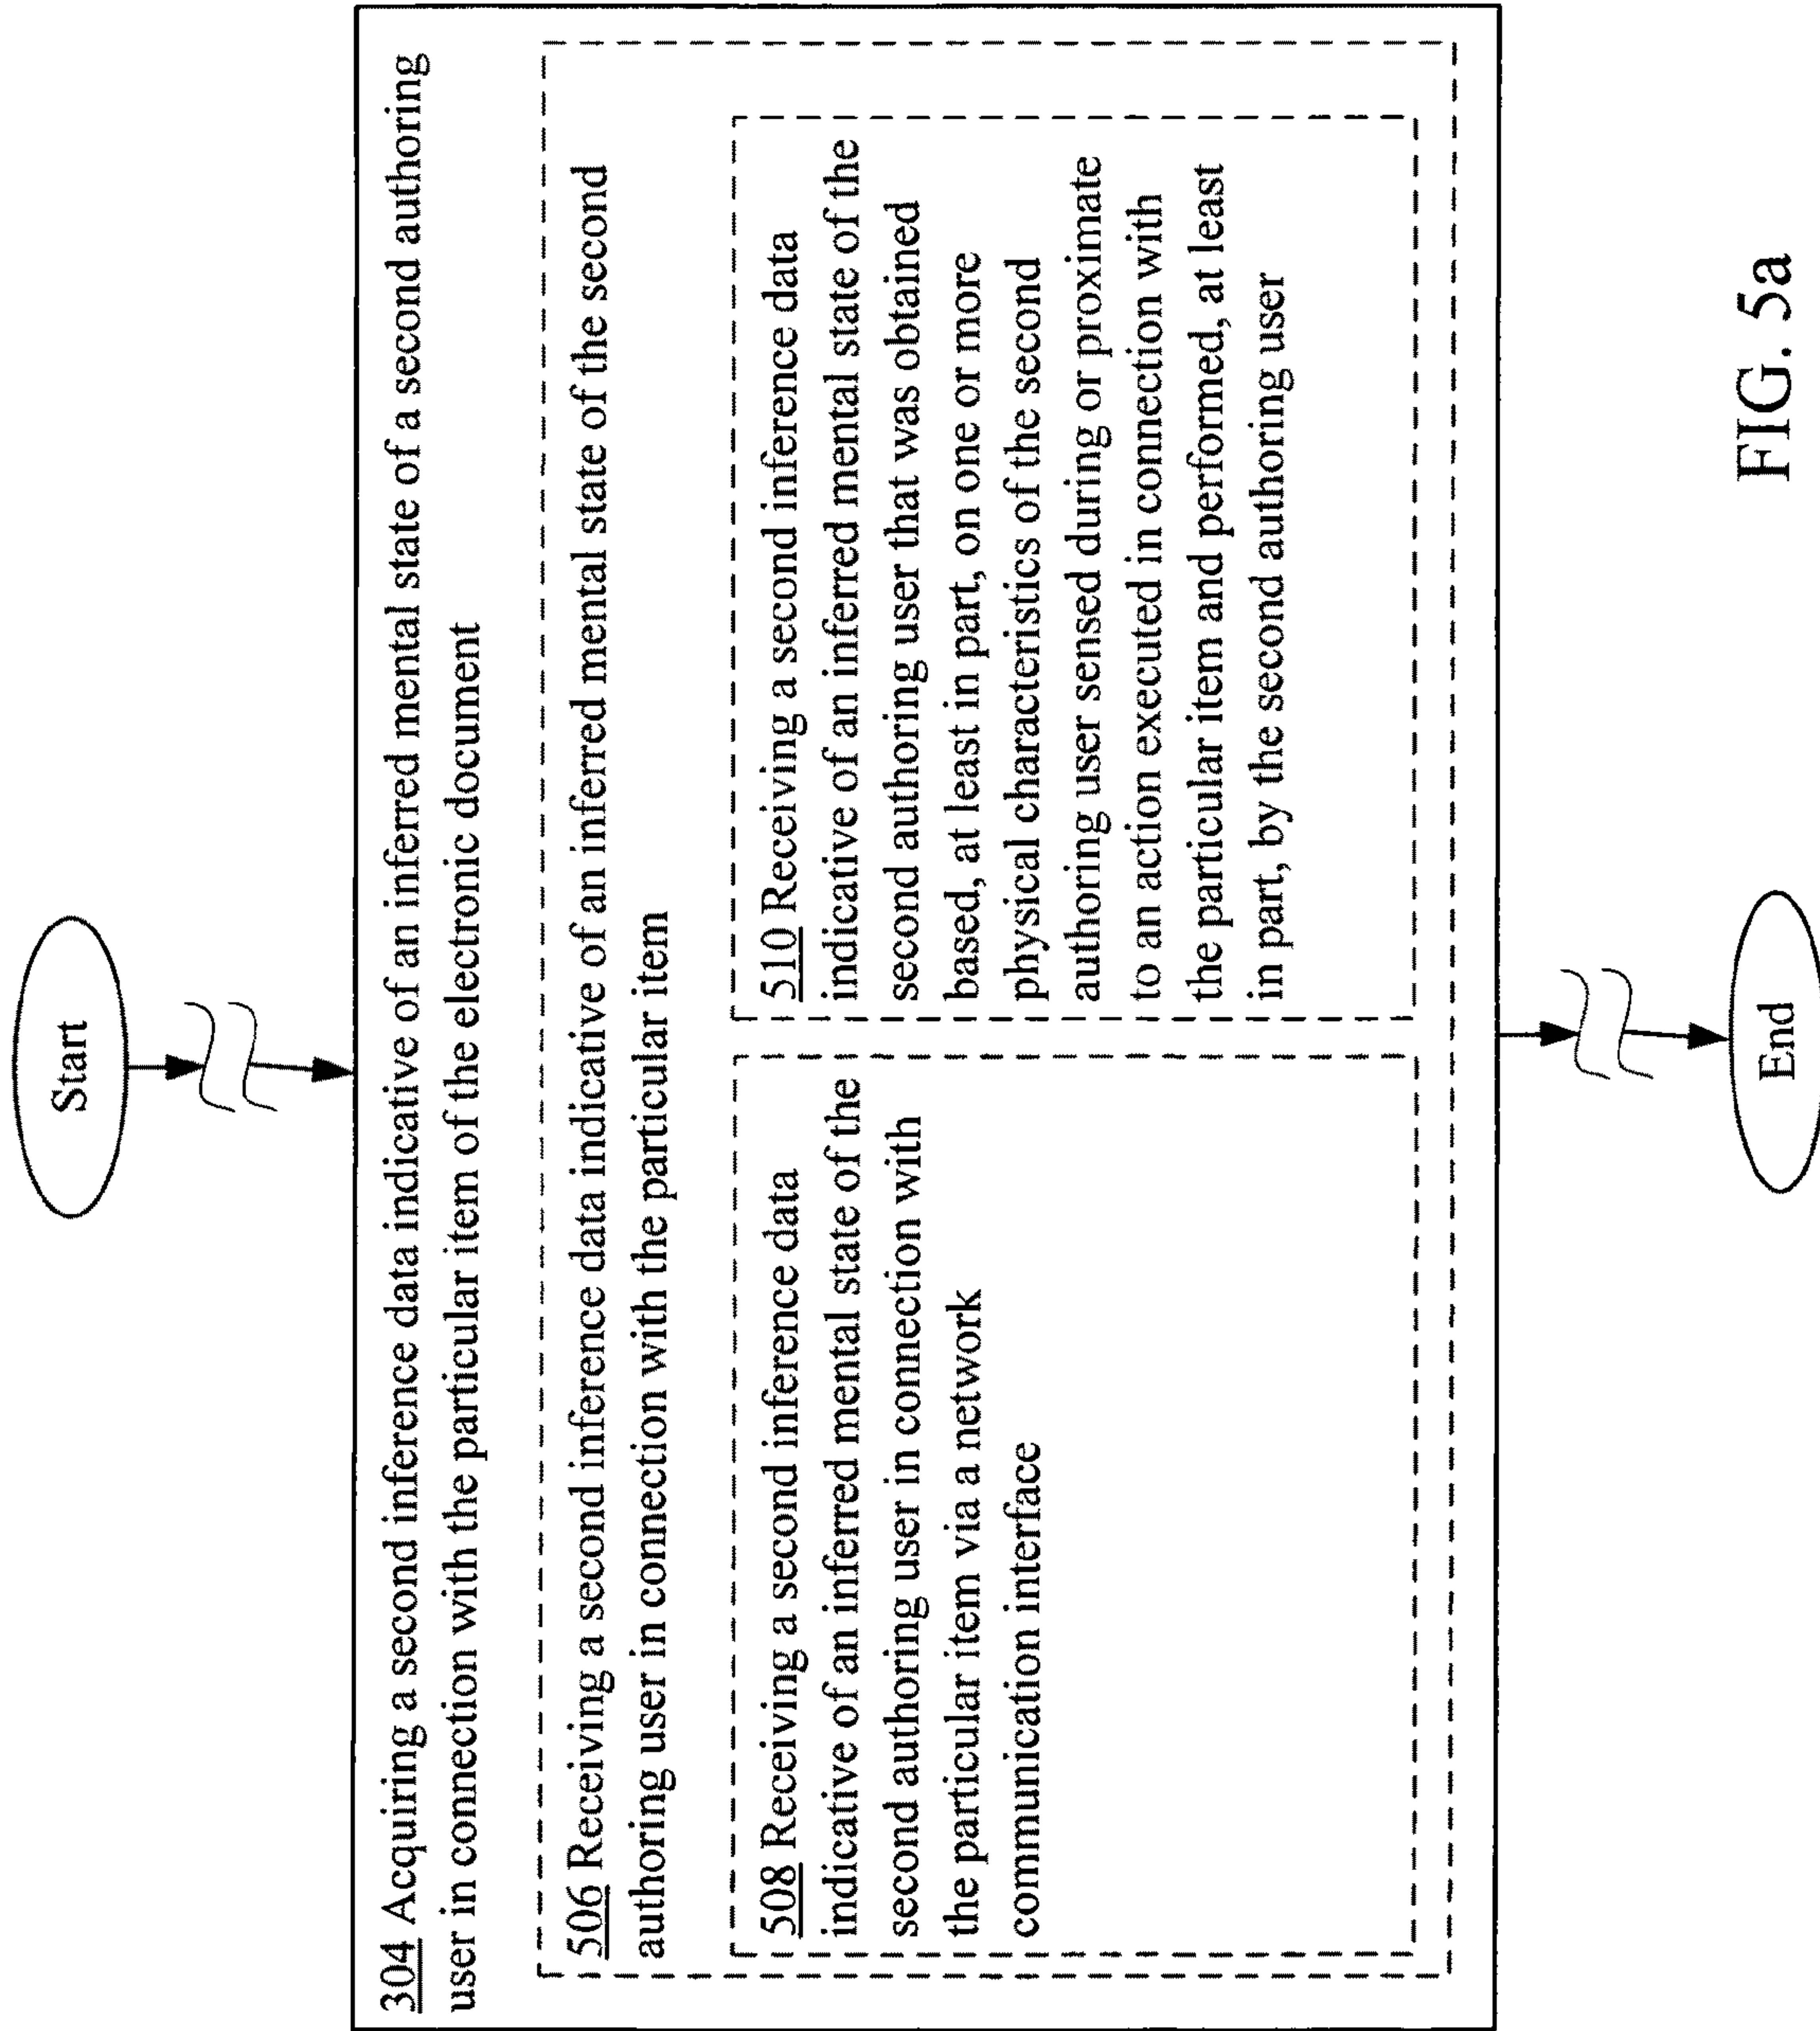 Start
304 Acquiring a second inference data indicative of an inferred mental state of a second authoring
user in connection with the particular item of the electronic document
506 Receiving a second inference data indicative of an inferred mental state of the second
authoring user in connection with the particular item
508 Receiving a second inference data
indicative of an inferred mental state of the
second authoring user in connection with
the particular item via a network
communication interface
510 Receiving a second inference data
indicative of an inferred mental state of the
second authoring user that was obtained
based, at least in part, on one or more
physical characteristics of the second
authoring user sensed during or proximate
to an action executed in connection with
the particular item and performed, at least
in part, by the second authoring user
End
FIG. 5a